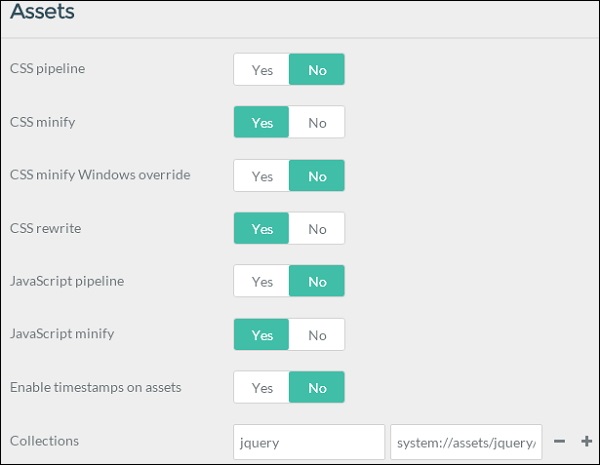 Assets
CSS pipeline Yes No
CSS minify Yes No
CSS minify Windows override Yes No
CSS rewrite Yes No
JavaScript pipeline Yes No
JavaScript minify Yes No
Enable timestamps on assets Yes No
Collections jquery system://assets/jquery/